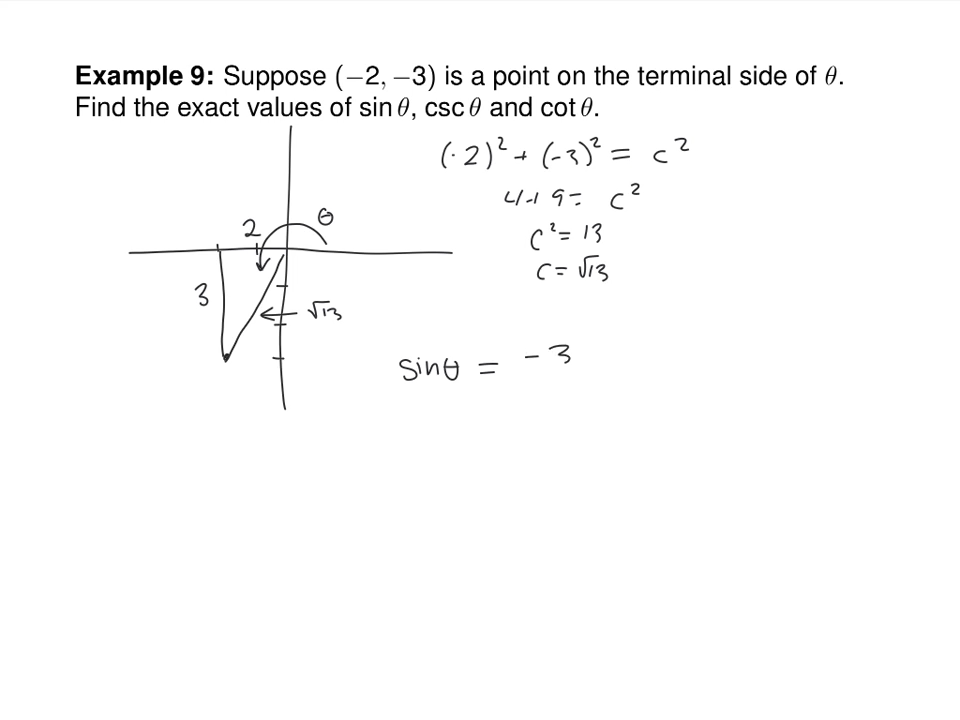 Example 9: Suppose (−2, −3) is a point on the terminal side of θ.
Find the exact values of sin θ, csc θ and cot θ.
(-2)² + (-3)² = c²
4+9 = c²
c² = 13
c = √13
θ
2
3
√13
sinθ = -3